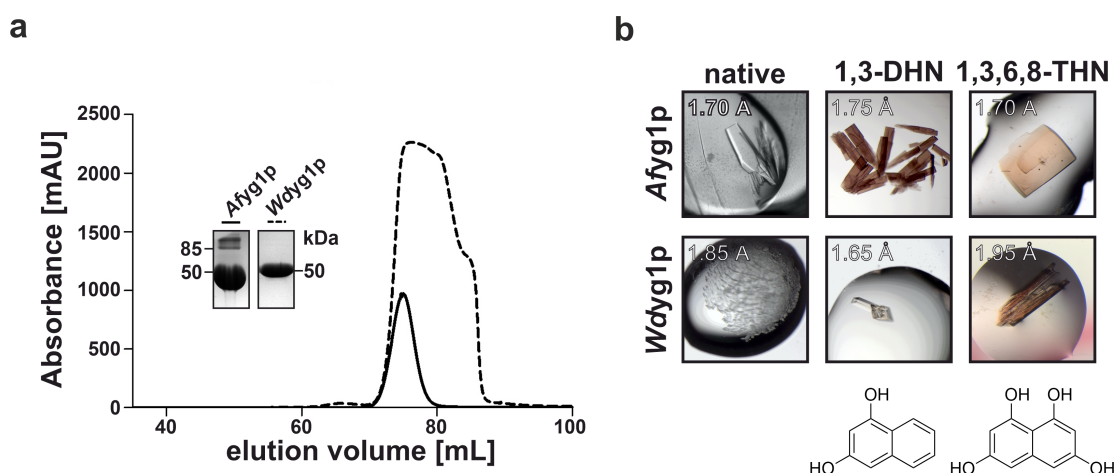 a
b
Absorbance [mAU]
2500
2000
1500
1000
500
0
40
60
80
100
elution volume [mL]
Afyg1p
Wdyg1p
kDa
85
50
50
native
1,3-DHN
1,3,6,8-THN
Afyg1p
1.70 Å
1.75 Å
1.70 Å
Wdyg1p
1.85 Å
1.65 Å
1.95 Å
OH
HO
OH
OH
HO
OH